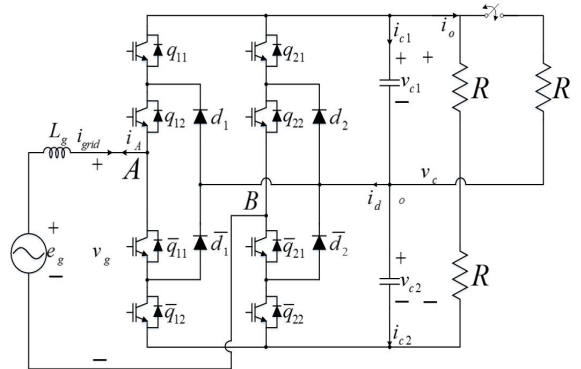 q11 q21 ic1 io
+ + vc1 −
q12 q22 d1 d2 R R
Lg igrid iA
+ A
B id o vc
+ eg − vg
q̅11 d̅1 q̅21 d̅2
+ vc2 − − R
q̅12 q̅22
ic2
−